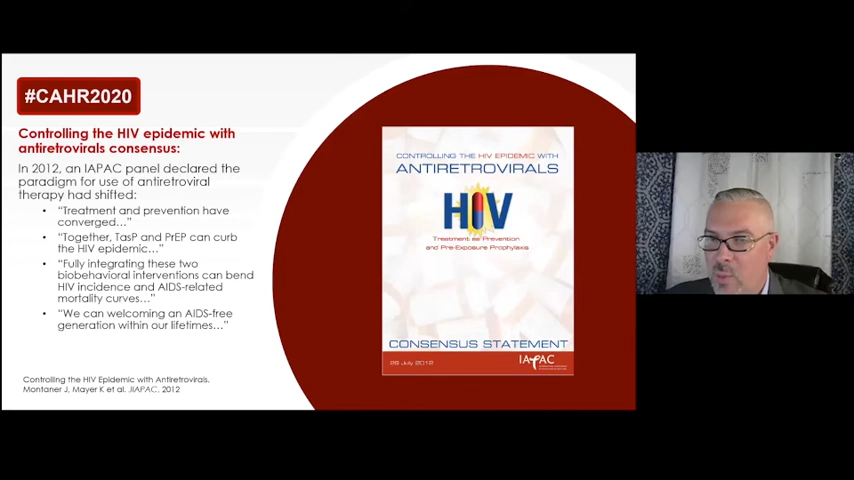 #CAHR2020
Controlling the HIV epidemic with
antiretrovirals consensus:
In 2012, an IAPAC panel declared the
paradigm for use of antiretroviral
therapy had shifted:
• “Treatment and prevention have
converged…”
• “Together, TasP and PrEP can curb
the HIV epidemic…”
• “Fully integrating these two
biobehavioral interventions can bend
HIV incidence and AIDS-related
mortality curves…”
• “We can welcoming an AIDS-free
generation within our lifetimes…”
Controlling the HIV Epidemic with Antiretrovirals.
Montaner J, Mayer K et al. JIAPAC. 2012
CONTROLLING THE HIV EPIDEMIC WITH
ANTIRETROVIRALS
HIV
Treatment as Prevention
and Pre-Exposure Prophylaxis
CONSENSUS STATEMENT
IAPAC